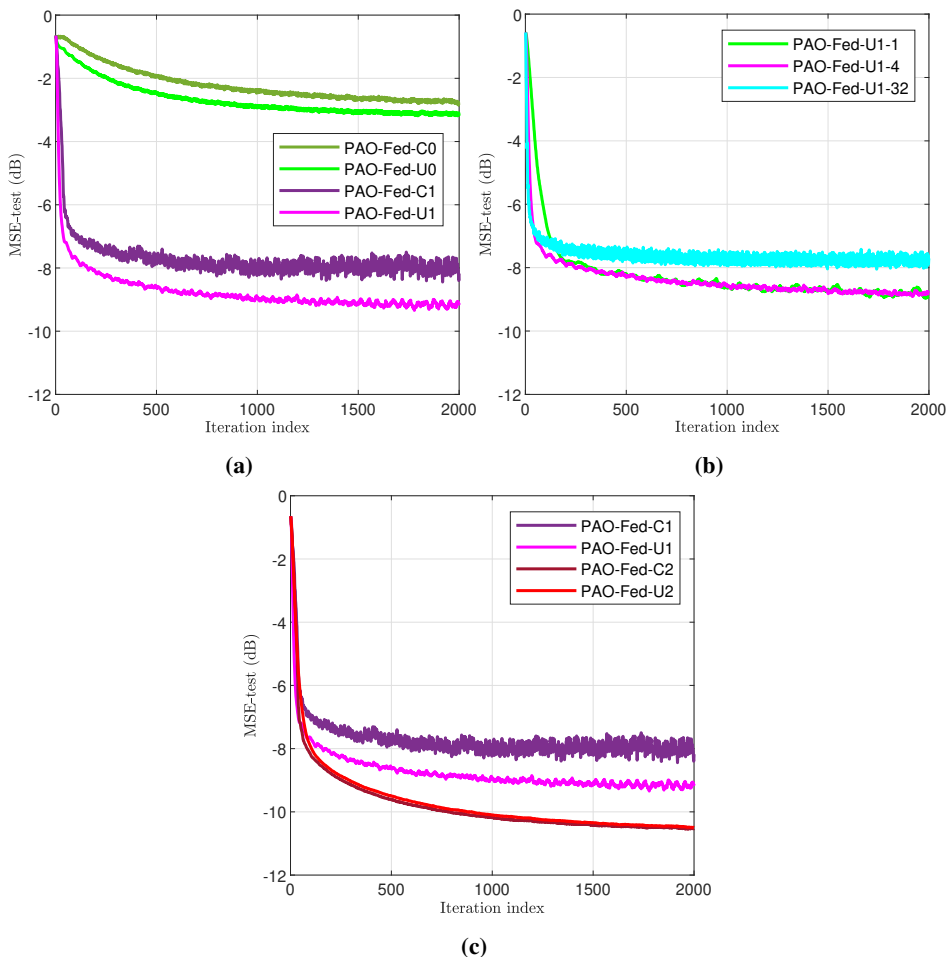 0
-2
-4
-6
-8
-10
-12
MSE-test (dB)
PAO-Fed-C0
PAO-Fed-U0
PAO-Fed-C1
PAO-Fed-U1
0
500
1000
1500
2000
Iteration index
(a)
0
-2
-4
-6
-8
-10
-12
MSE-test (dB)
PAO-Fed-U1-1
PAO-Fed-U1-4
PAO-Fed-U1-32
0
500
1000
1500
2000
Iteration index
(b)
0
-2
-4
-6
-8
-10
-12
MSE-test (dB)
PAO-Fed-C1
PAO-Fed-U1
PAO-Fed-C2
PAO-Fed-U2
0
500
1000
1500
2000
Iteration index
(c)